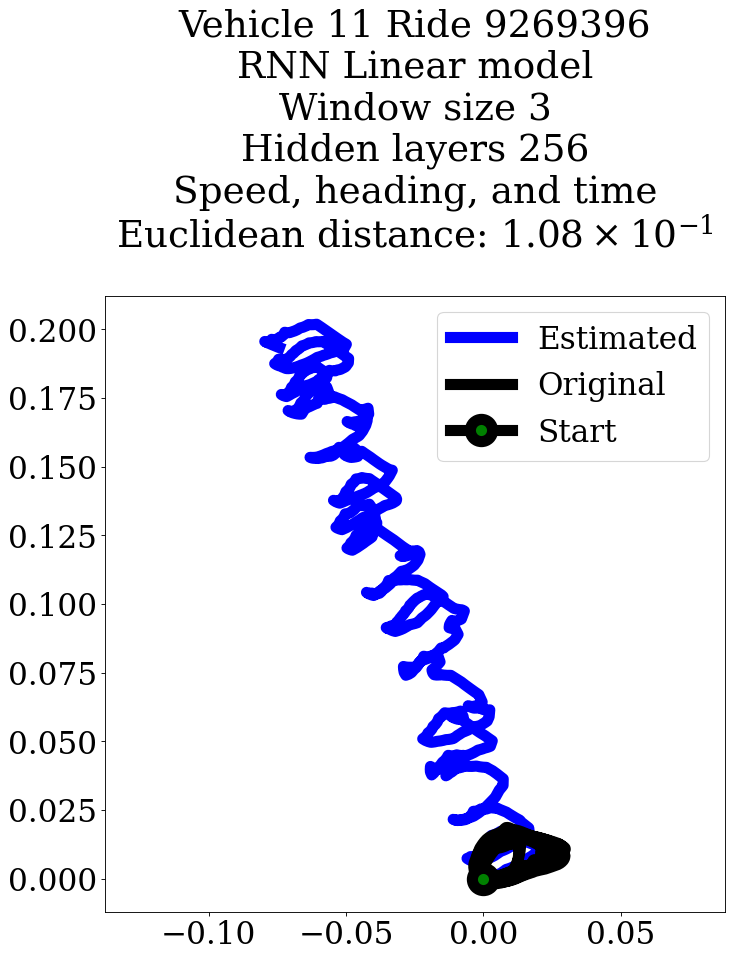 Vehicle 11 Ride 9269396
RNN Linear model
Window size 3
Hidden layers 256
Speed, heading, and time
Euclidean distance: 1.08 × 10⁻¹
Estimated
Original
Start
0.200
0.175
0.150
0.125
0.100
0.075
0.050
0.025
0.000
−0.10 −0.05 0.00 0.05